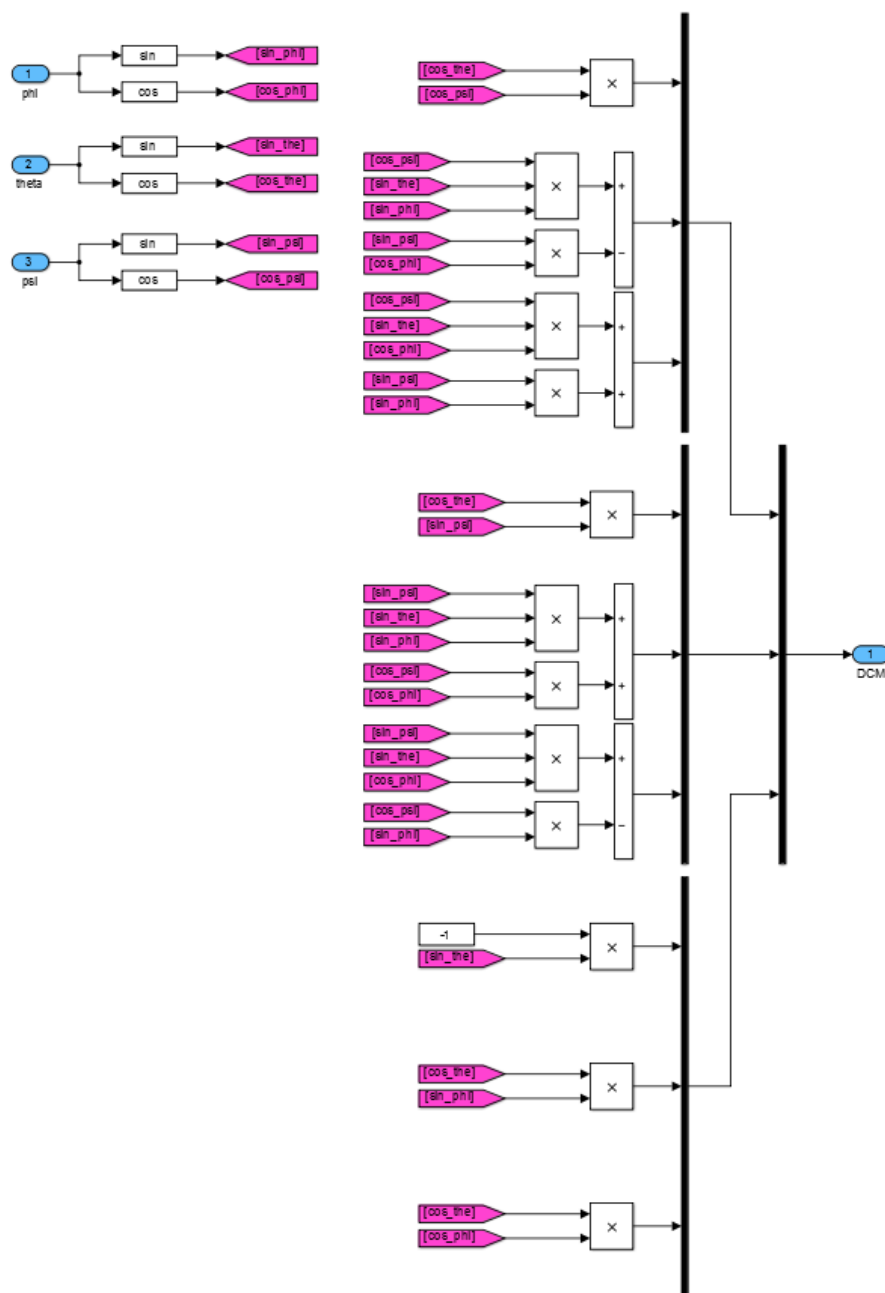 1
phi
sin
[sin_phi]
cos
[cos_phi]
2
theta
sin
[sin_the]
cos
[cos_the]
3
psi
sin
[sin_psi]
cos
[cos_psi]
[cos_the]
[cos_psi]
×
[cos_psi]
[sin_the]
[sin_phi]
×
+
[sin_psi]
[cos_phi]
×
−
[cos_psi]
[sin_the]
[cos_phi]
×
+
[sin_psi]
[sin_phi]
×
+
[cos_the]
[sin_psi]
×
[sin_psi]
[sin_the]
[sin_phi]
×
+
[cos_psi]
[cos_phi]
×
+
[sin_psi]
[sin_the]
[cos_phi]
×
+
[cos_psi]
[sin_phi]
×
−
1
DCM
-1
[sin_the]
×
[cos_the]
[sin_phi]
×
[cos_the]
[cos_phi]
×